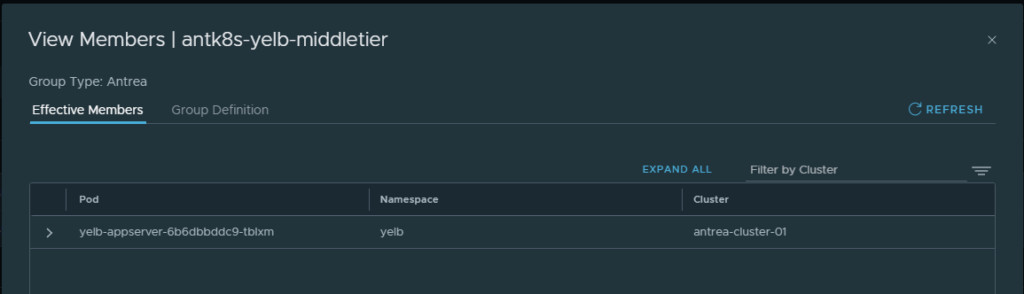 View Members | antk8s-yelb-middletier
Group Type: Antrea
Effective Members Group Definition REFRESH
EXPAND ALL Filter by Cluster
Pod Namespace Cluster
yelb-appserver-6b6dbbddc9-tblxm yelb antrea-cluster-01